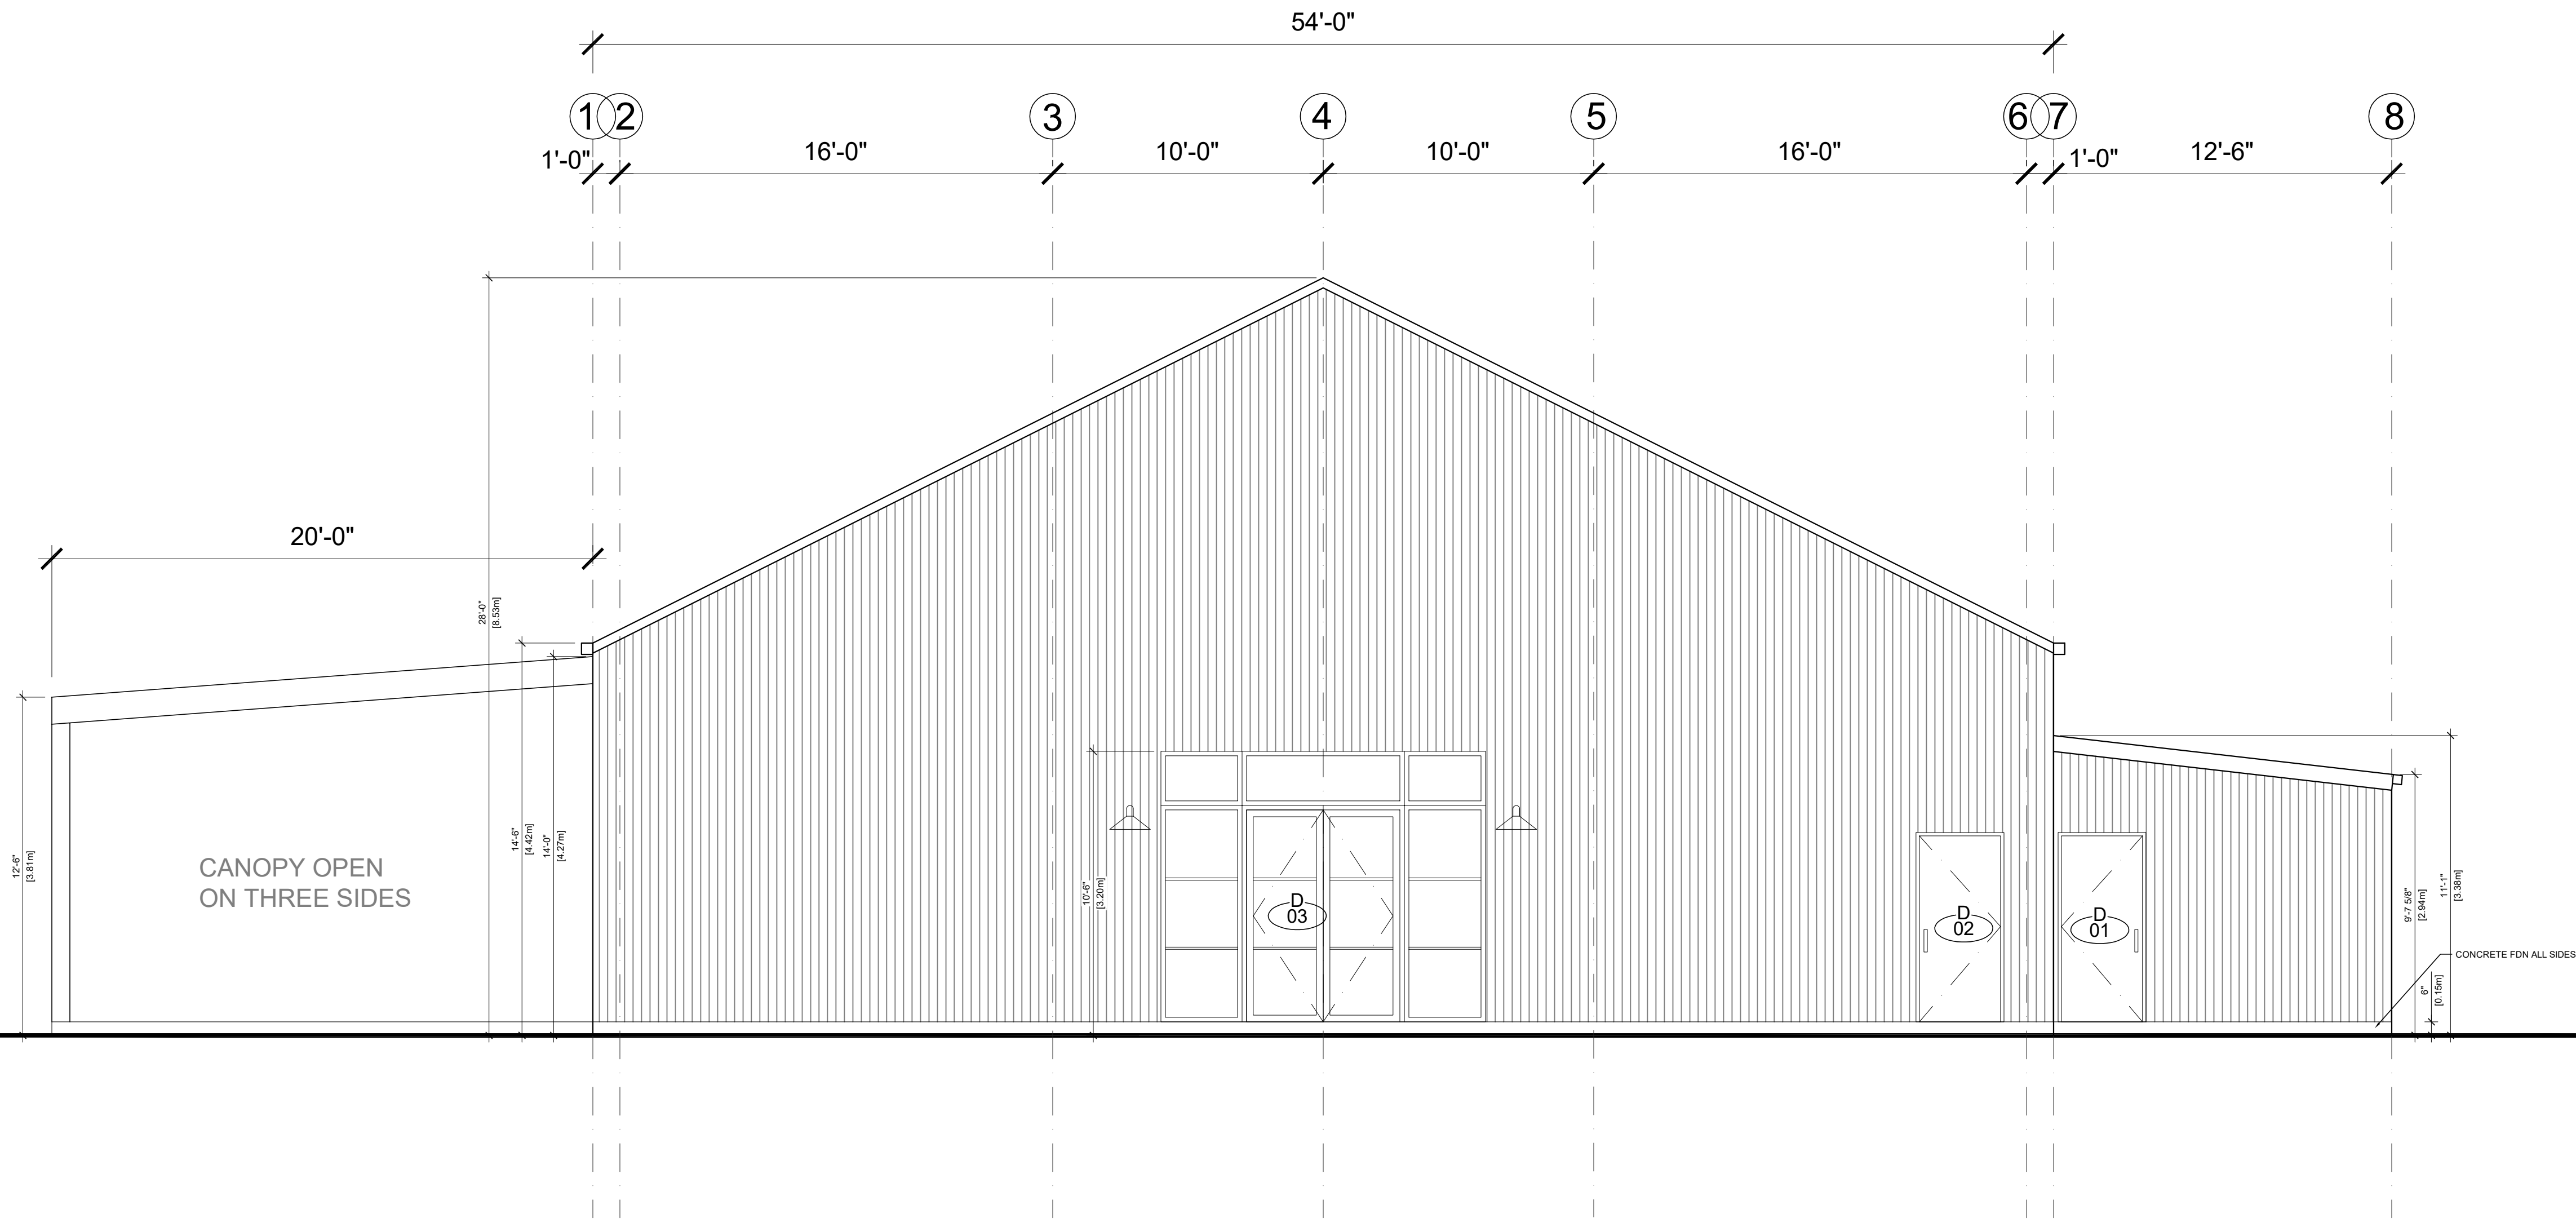 54'-0"
1 2 3 4 5 6 7 8
1'-0" 16'-0" 10'-0" 10'-0" 16'-0" 1'-0" 12'-6"
20'-0"
28'-0"
[8.53m]
14'-6"
[4.42m]
14'-0"
[4.27m]
12'-6"
[3.81m]
CANOPY OPEN
ON THREE SIDES
10'-6"
[3.20m]
D
03
D
02
D
01
9'-7 5/8"
[2.94m]
11'-1"
[3.38m]
CONCRETE FDN ALL SIDES
6"
[0.15m]